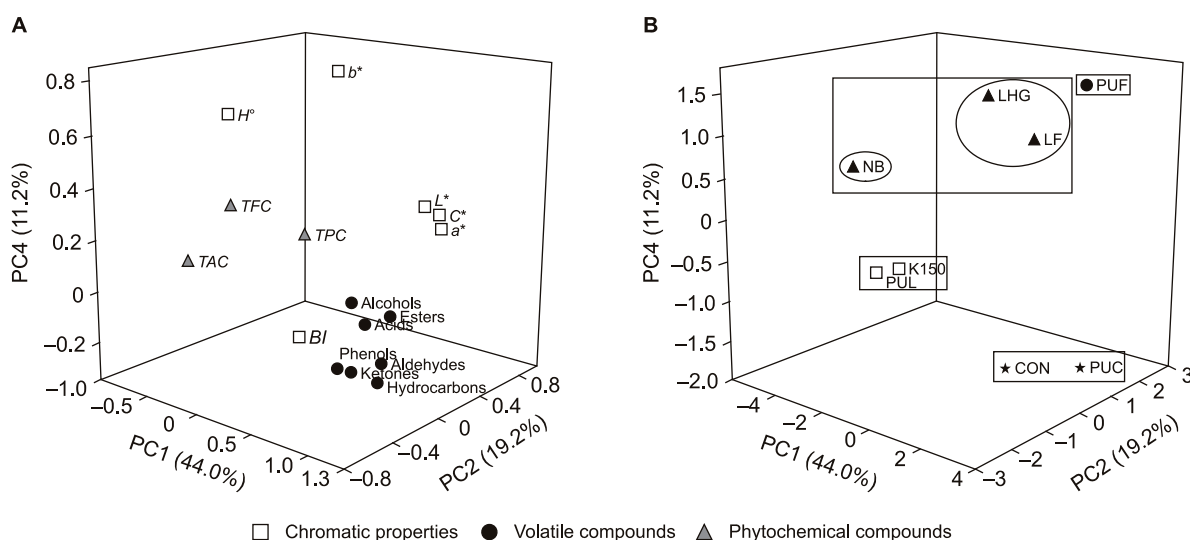 A
b*
H°
L*
C*
a*
TFC
TPC
TAC
Alcohols
Esters
Acids
BI
Phenols
Aldehydes
Ketones
Hydrocarbons
PC4 (11.2%)
0.8
0.6
0.4
0.2
0
–0.2
–1.0
–0.5
0
0.5
1.0
1.3
PC1 (44.0%)
–0.8
–0.4
0
0.4
0.8
PC2 (19.2%)
B
LHG
PUF
LF
NB
K150
PUL
CON
PUC
PC4 (11.2%)
1.5
1.0
0.5
0
–0.5
–1.0
–1.5
–2.0
–4
–2
0
2
4
PC1 (44.0%)
–3
–2
–1
0
1
2
3
PC2 (19.2%)
Chromatic properties Volatile compounds Phytochemical compounds